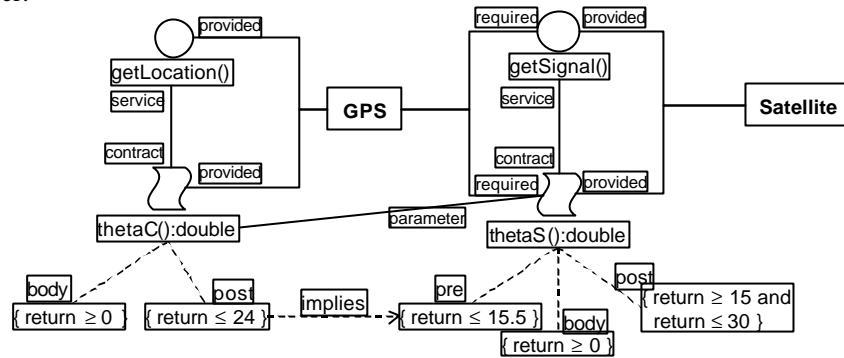 provided
required
provided
getLocation()
getSignal()
service
service
GPS
Satellite
contract
contract
provided
required
provided
parameter
thetaC():double
thetaS():double
body
post
implies
pre
post
{ return ≥ 0 }
{ return ≤ 24 }
{ return ≤ 15.5 }
body
{ return ≥ 0 }
{ return ≥ 15 and
return ≤ 30 }